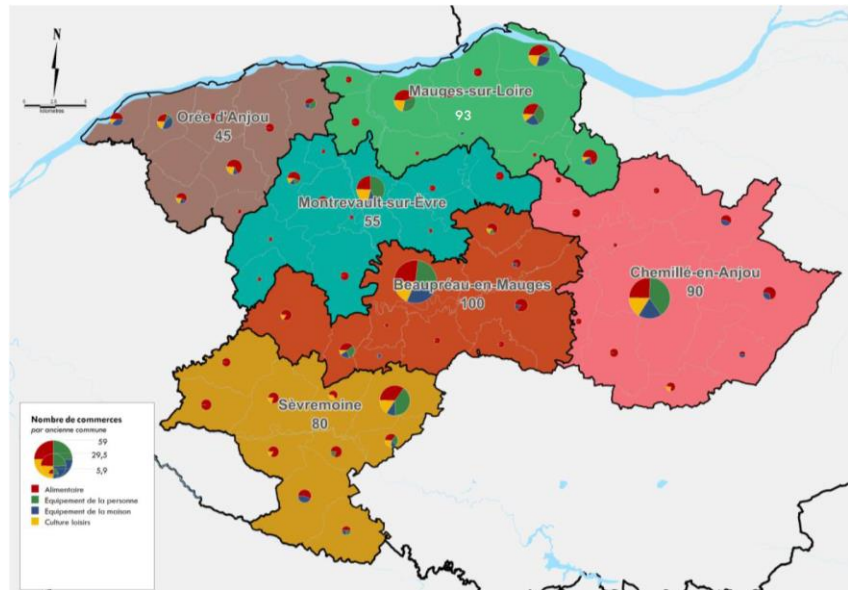 N
kilomètres
Mauges-sur-Loire
93
Orée d'Anjou
45
Montrevault-sur-Èvre
55
Chemillé-en-Anjou
90
Beaupréau-en-Mauges
100
Sèvremoine
80
Nombre de commerces
par ancienne commune
59
29,5
5,9
Alimentaire
Équipement de la personne
Équipement de la maison
Culture loisirs